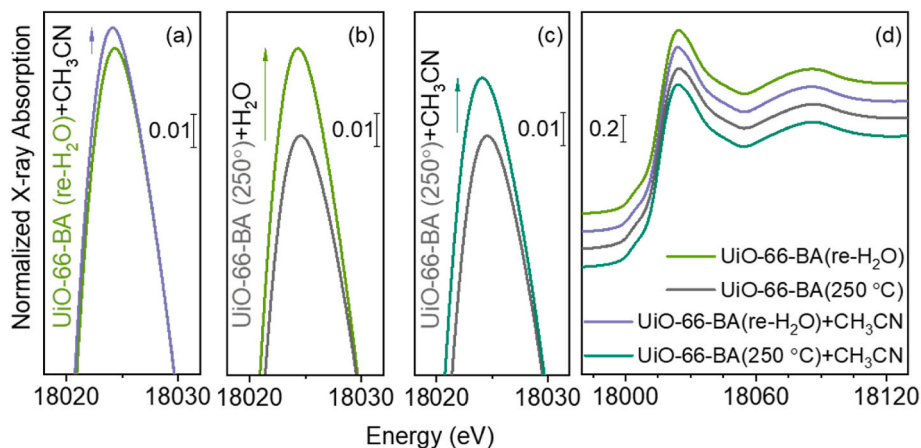 Normalized X-ray Absorption
(a)
UiO-66-BA (re-H₂O)+CH₃CN
0.01
18020 18030
(b)
UiO-66-BA (250°)+H₂O
0.01
18020 18030
(c)
UiO-66-BA (250°)+CH₃CN
0.01
18020 18030
(d)
0.2
UiO-66-BA(re-H₂O)
UiO-66-BA(250 °C)
UiO-66-BA(re-H₂O)+CH₃CN
UiO-66-BA(250 °C)+CH₃CN
18000 18060 18120
Energy (eV)